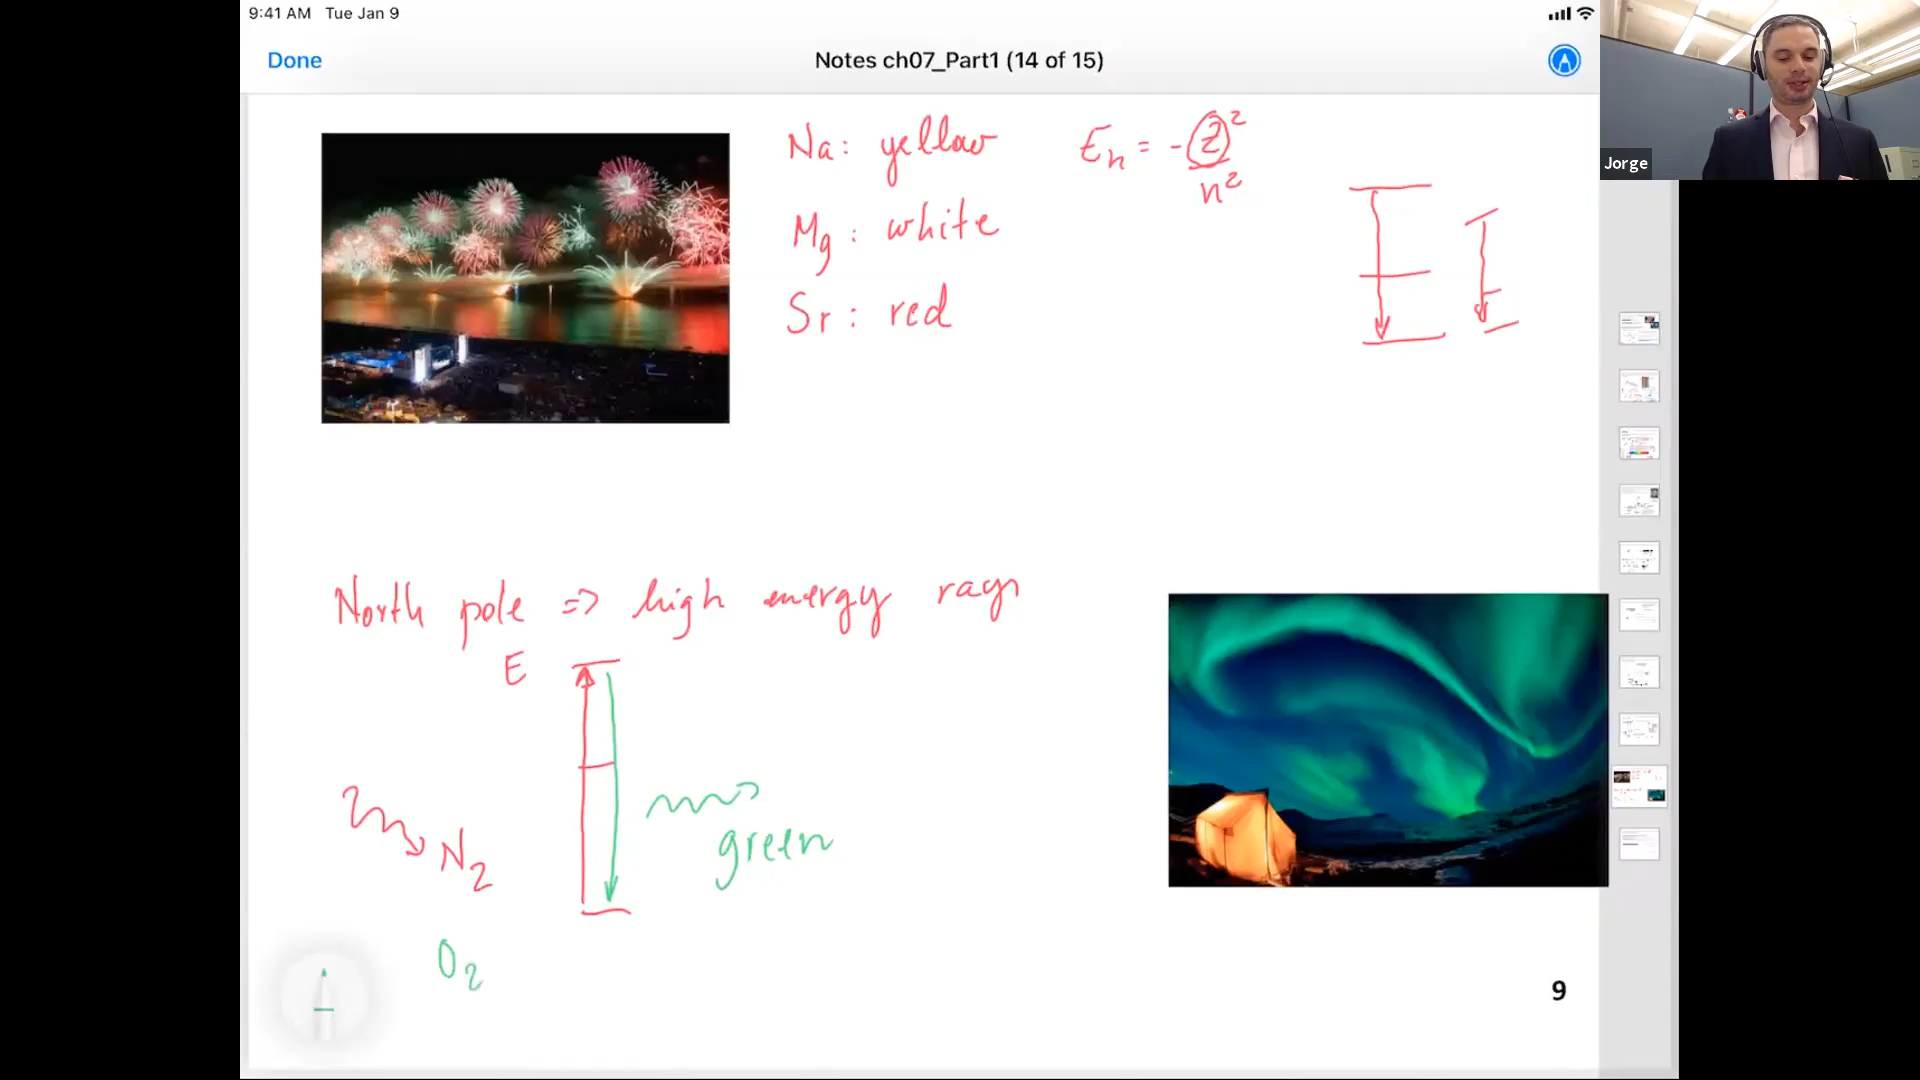 9:41 AM Tue Jan 9
Done
Notes ch07_Part1 (14 of 15)
Jorge
Na: yellow
Eₙ = -Z²/n²
Mg: white
Sr: red
North pole => high energy rays
E
N₂
green
O₂
9